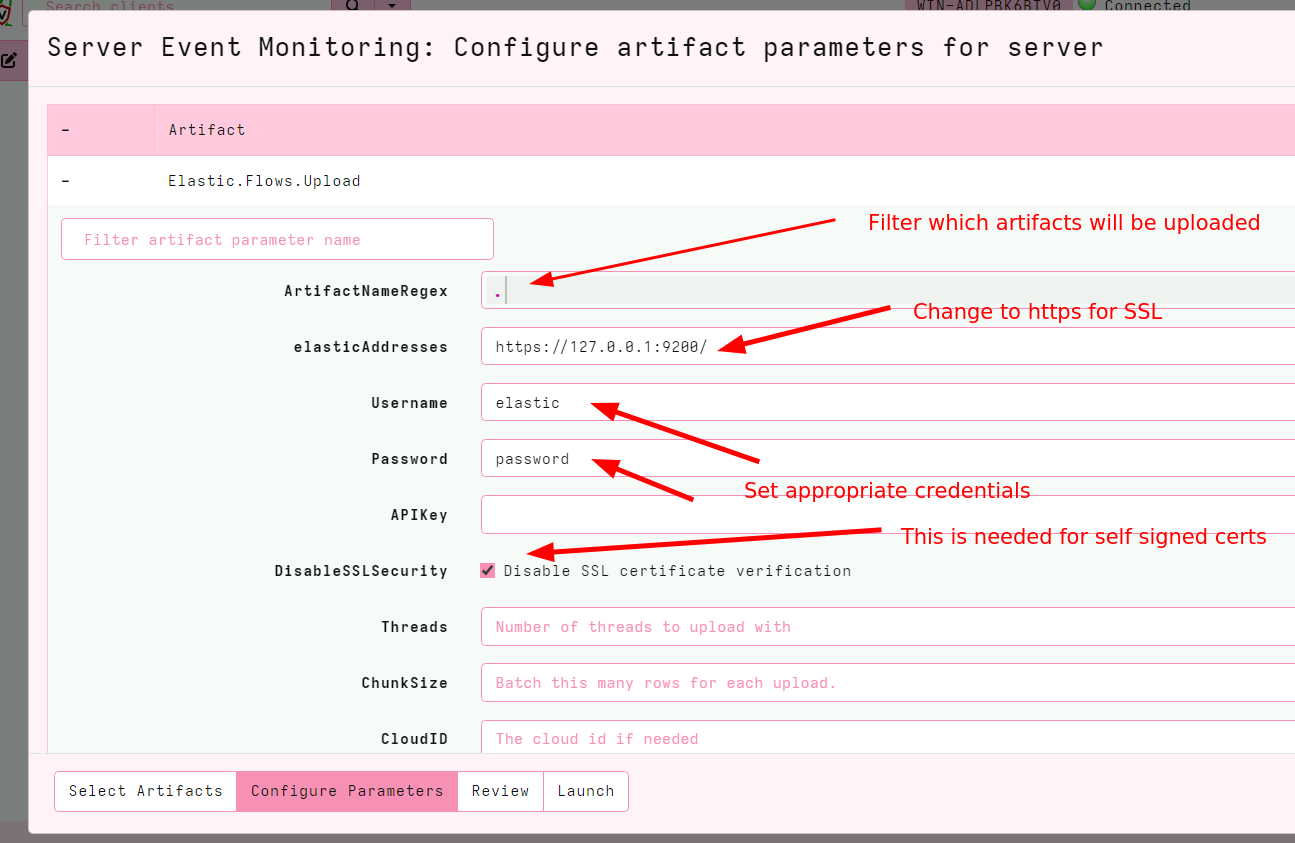 Search clients
Connected
Server Event Monitoring: Configure artifact parameters for server
- Artifact
- Elastic.Flows.Upload
Filter artifact parameter name
Filter which artifacts will be uploaded
ArtifactNameRegex .
Change to https for SSL
elasticAddresses https://127.0.0.1:9200/
Username elastic
Password password
Set appropriate credentials
APIKey
This is needed for self signed certs
DisableSSLSecurity Disable SSL certificate verification
Threads Number of threads to upload with
ChunkSize Batch this many rows for each upload.
CloudID The cloud id if needed
Select Artifacts Configure Parameters Review Launch